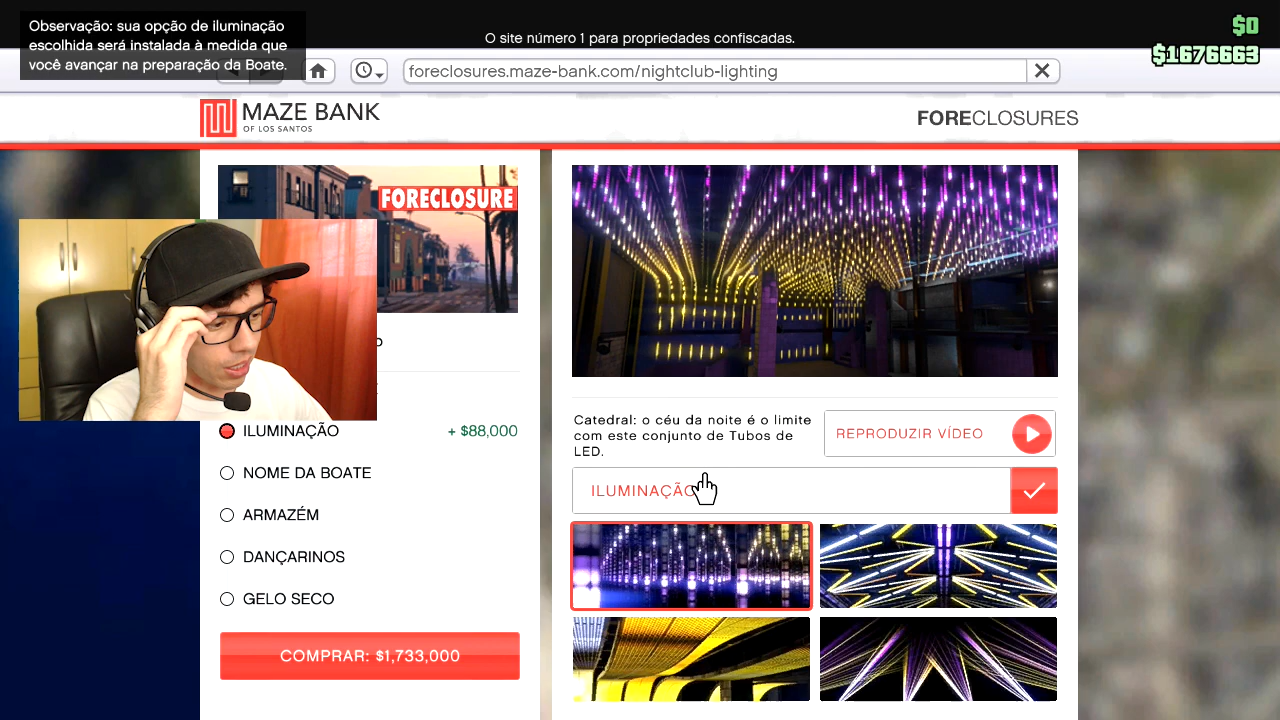 Observação: sua opção de iluminação
escolhida será instalada à medida que
você avançar na preparação da Boate.
O site número 1 para propriedades confiscadas.
$0
$1676663
foreclosures.maze-bank.com/nightclub-lighting
MAZE BANK
OF LOS SANTOS
FORECLOSURES
FORECLOSURE
ILUMINAÇÃO
+ $88,000
NOME DA BOATE
ARMAZÉM
DANÇARINOS
GELO SECO
COMPRAR: $1,733,000
Catedral: o céu da noite é o limite
com este conjunto de Tubos de
LED.
REPRODUZIR VÍDEO
ILUMINAÇÃO